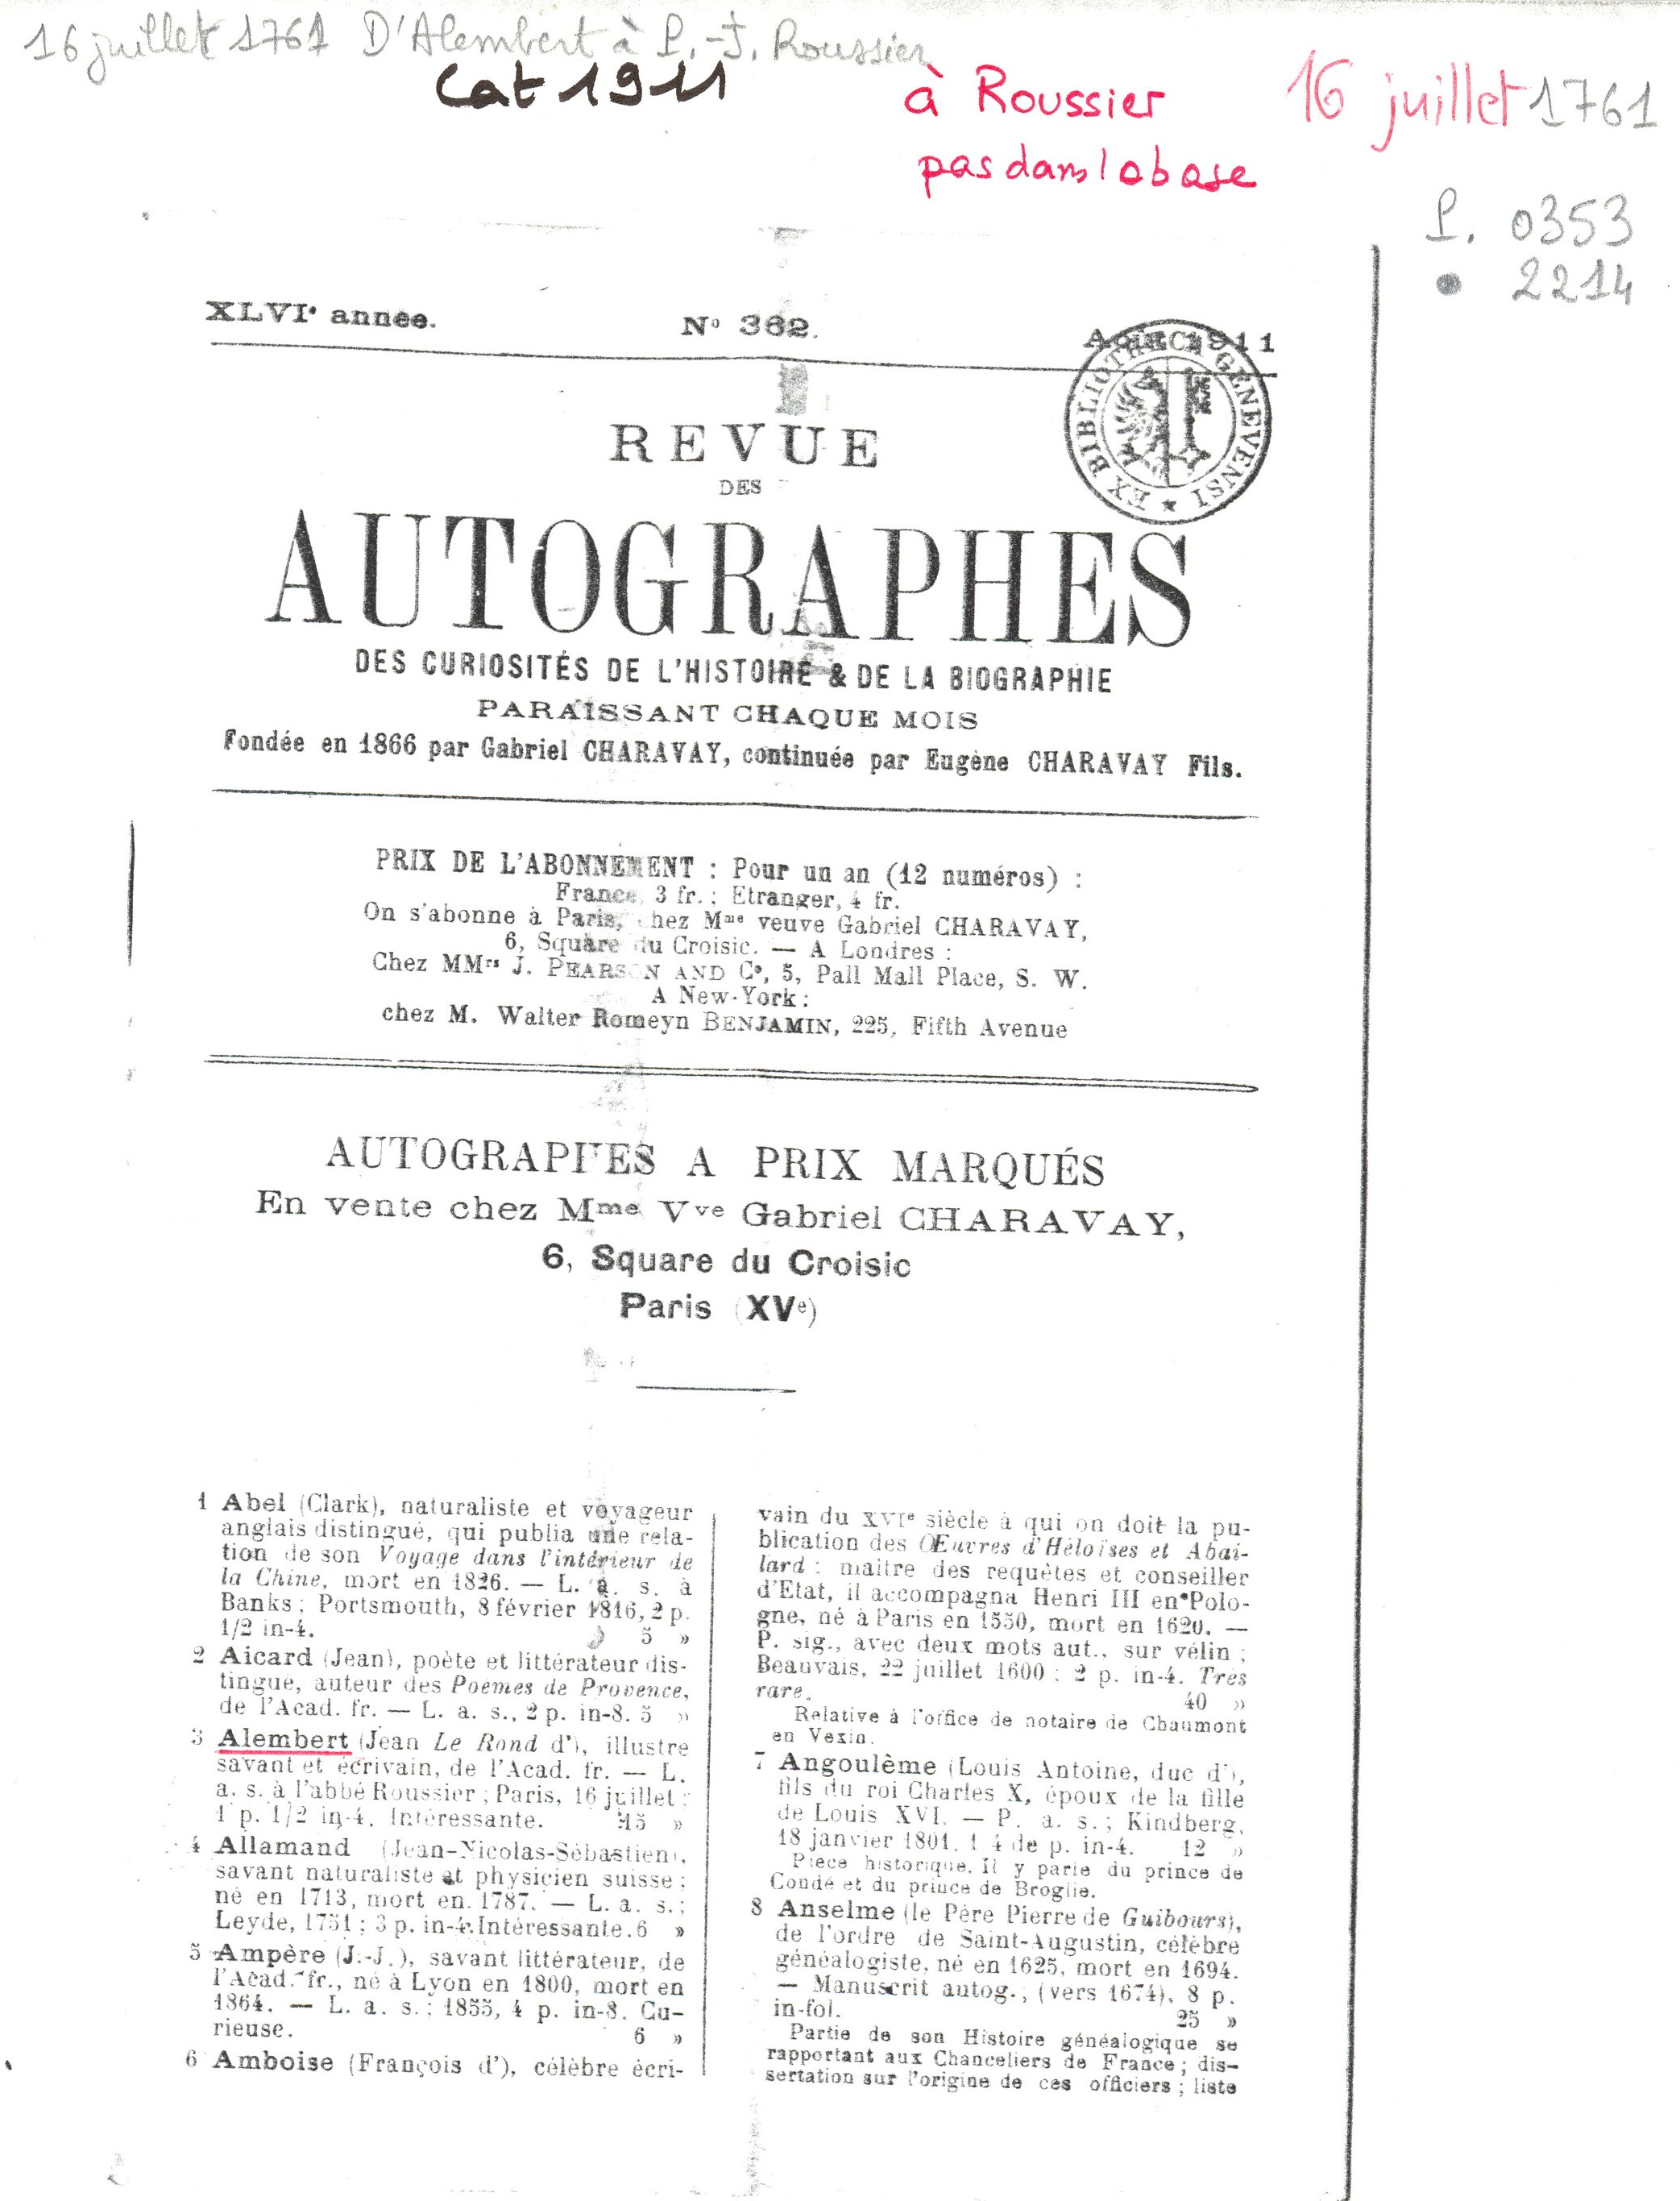 16 juillet 1761 D'Alembert à P.-J. Roussier
Cat 1911
à Roussier
pas dans la base
16 juillet 1761
P. 0353
• 2214
XLVIe année.
No 362.
1911
EX BIBLIOTHECA GENEVENSI ★
REVUE
DES
AUTOGRAPHES
DES CURIOSITÉS DE L'HISTOIRE & DE LA BIOGRAPHIE
PARAISSANT CHAQUE MOIS
Fondée en 1866 par Gabriel CHARAVAY, continuée par Eugène CHARAVAY Fils.
PRIX DE L'ABONNEMENT : Pour un an (12 numéros) :
France, 3 fr. ; Etranger, 4 fr.
On s'abonne à Paris, chez Mme veuve Gabriel CHARAVAY,
6, Square du Croisic. — A Londres :
Chez MMrs J. PEARSON AND Co, 5, Pall Mall Place, S. W.
A New-York :
chez M. Walter Romeyn BENJAMIN, 225, Fifth Avenue
AUTOGRAPHES A PRIX MARQUÉS
En vente chez Mme Vve Gabriel CHARAVAY,
6, Square du Croisic
Paris (XVe)
1 Abel (Clark), naturaliste et voyageur
anglais distingué, qui publia une rela-
tion de son Voyage dans l'intérieur de
la Chine, mort en 1826. — L. a. s. à
Banks ; Portsmouth, 8 février 1816, 2 p.
1/2 in-4. 5 »
2 Aicard (Jean), poète et littérateur dis-
tingué, auteur des Poèmes de Provence,
de l'Acad. fr. — L. a. s., 2 p. in-8. 5 »
3 Alembert (Jean Le Rond d'), illustre
savant et écrivain, de l'Acad. fr. — L.
a. s. à l'abbé Roussier ; Paris, 16 juillet ;
1 p. 1/2 in-4. Intéressante. 15 »
4 Allamand (Jean-Nicolas-Sébastien),
savant naturaliste et physicien suisse ;
né en 1713, mort en 1787. — L. a. s. ;
Leyde, 1751 ; 3 p. in-4. Intéressante. 6 »
5 Ampère (J.-J.), savant littérateur, de
l'Acad. fr., né à Lyon en 1800, mort en
1864. — L. a. s. ; 1855, 4 p. in-8. Cu-
rieuse. 6 »
6 Amboise (François d'), célèbre écri-
vain du XVIe siècle à qui on doit la pu-
blication des Œuvres d'Héloïses et Abai-
lard ; maitre des requêtes et conseiller
d'Etat, il accompagna Henri III en Polo-
gne, né à Paris en 1550, mort en 1620. —
P. sig., avec deux mots aut., sur vélin ;
Beauvais, 22 juillet 1600 ; 2 p. in-4. Très
rare. 40 »
Relative à l'office de notaire de Chaumont
en Vexin.
7 Angoulême (Louis Antoine, duc d'),
fils du roi Charles X, époux de la fille
de Louis XVI. — P. a. s. ; Kindberg,
18 janvier 1801. 1 4 de p. in-4. 12 »
Pièce historique. Il y parle du prince de
Condé et du prince de Broglie.
8 Anselme (le Père Pierre de Guibours),
de l'ordre de Saint-Augustin, célèbre
généalogiste, né en 1625, mort en 1694.
— Manuscrit autog., (vers 1674), 8 p.
in-fol. 25 »
Partie de son Histoire généalogique se
rapportant aux Chanceliers de France ; dis-
sertation sur l'origine de ces officiers ; liste